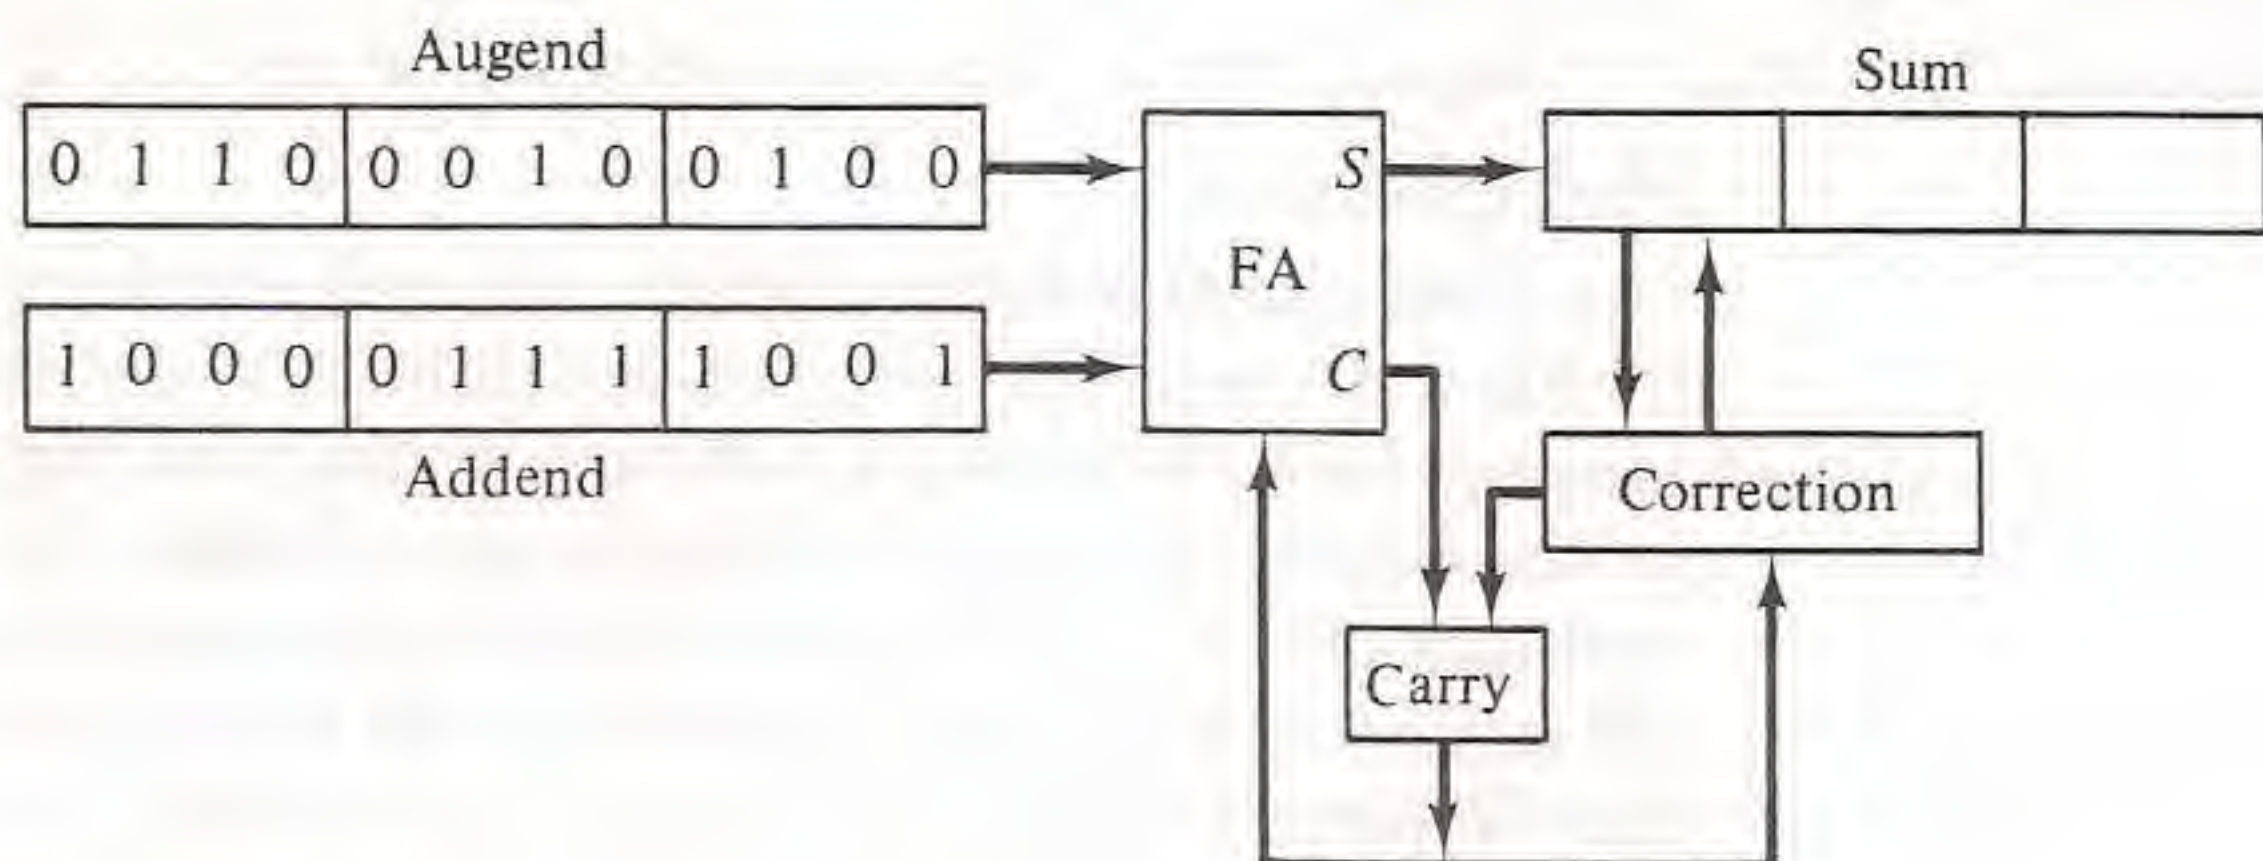 Augend
0 1 1 0 0 0 1 0 0 1 0 0
Addend
1 0 0 0 0 1 1 1 1 0 0 1
S
FA
C
Sum
Correction
Carry